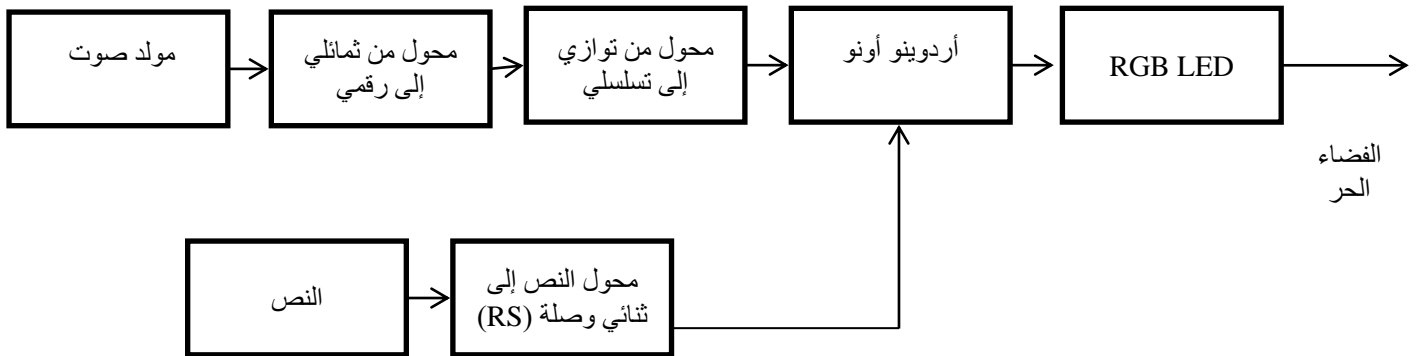 مولد صوت
محول من ثمائلي
إلى رقمي
محول من توازي
إلى تسلسلي
أردوينو أونو
RGB LED
الفضاء
الحر
النص
محول النص إلى
ثنائي وصلة (RS)